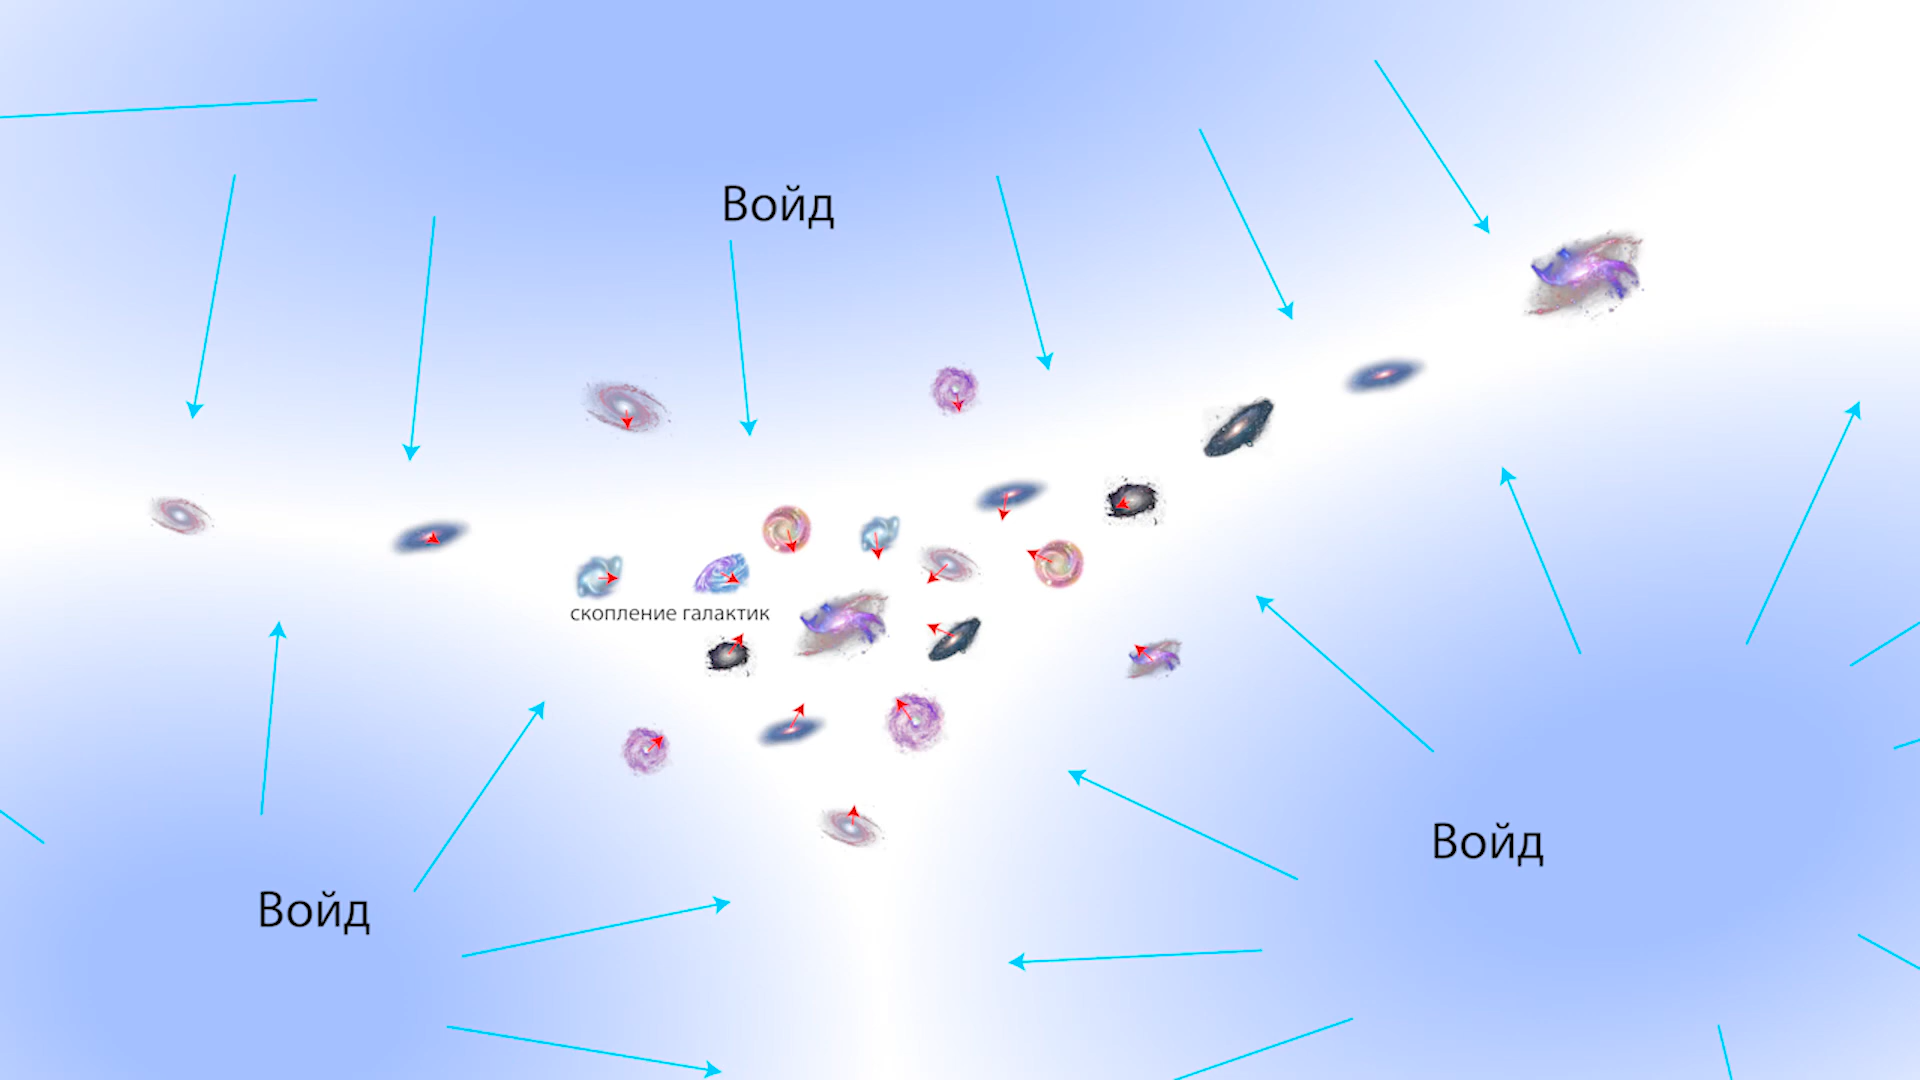 Войд
скопление галактик
Войд
Войд